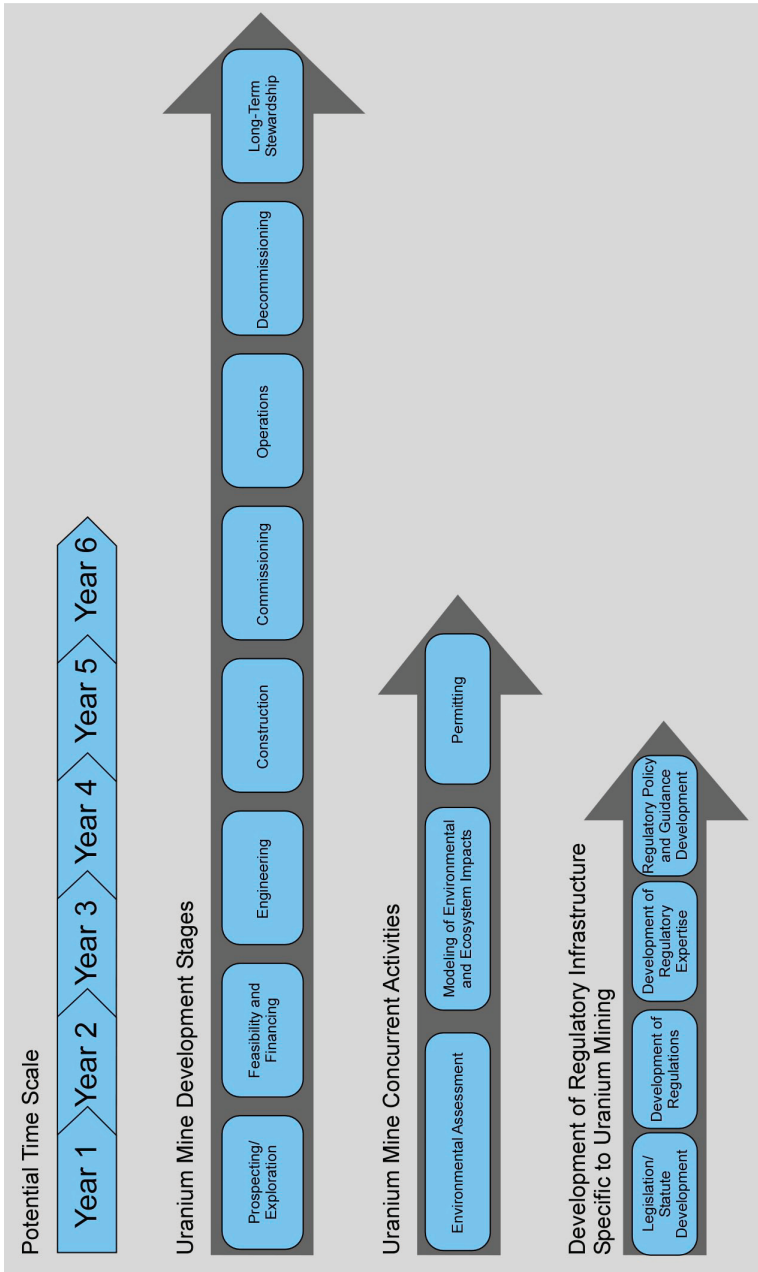 Potential Time Scale
Year 1
Year 2
Year 3
Year 4
Year 5
Year 6
Uranium Mine Development Stages
Prospecting/
Exploration
Feasibility and
Financing
Engineering
Construction
Commissioning
Operations
Decommissioning
Long-Term
Stewardship
Uranium Mine Concurrent Activities
Environmental Assessment
Modeling of Environmental
and Ecosystem Impacts
Permitting
Development of Regulatory Infrastructure
Specific to Uranium Mining
Legislation/
Statute
Development
Development of
Regulations
Development of
Regulatory
Expertise
Regulatory Policy
and Guidance
Development